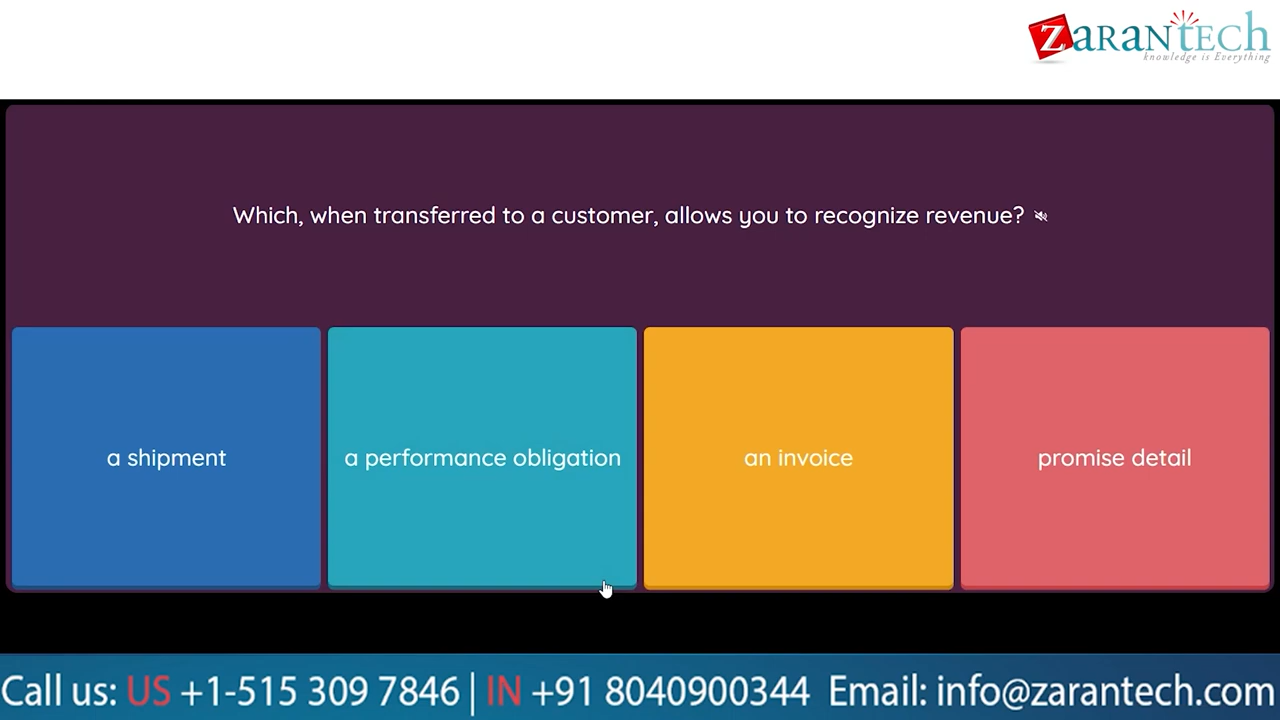 ZARANTECH
knowledge is Everything
Which, when transferred to a customer, allows you to recognize revenue?
a shipment
a performance obligation
an invoice
promise detail
Call us: US +1-515 309 7846 | IN +91 8040900344 Email: info@zarantech.com